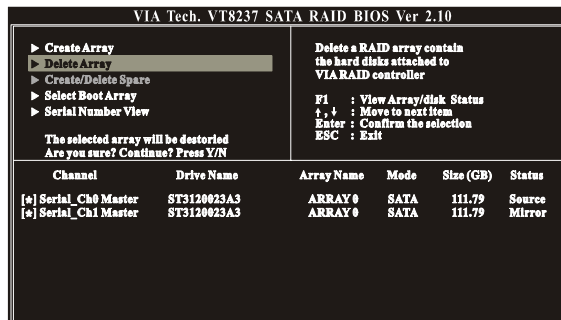 VIA Tech. VT8237 SATA RAID BIOS Ver 2.10
▶ Create Array
▶ Delete Array
▶ Create/Delete Spare
▶ Select Boot Array
▶ Serial Number View
The selected array will be destoried
Are you sure? Continue? Press Y/N
Delete a RAID array contain
the hard disks attached to
VIA RAID controller
F1 : View Array/disk Status
↑,↓ : Move to next item
Enter : Confirm the selection
ESC : Exit
Channel Drive Name Array Name Mode Size (GB) Status
[*] Serial_Ch0 Master ST3120023A3 ARRAY 0 SATA 111.79 Source
[*] Serial_Ch1 Master ST3120023A3 ARRAY 0 SATA 111.79 Mirror